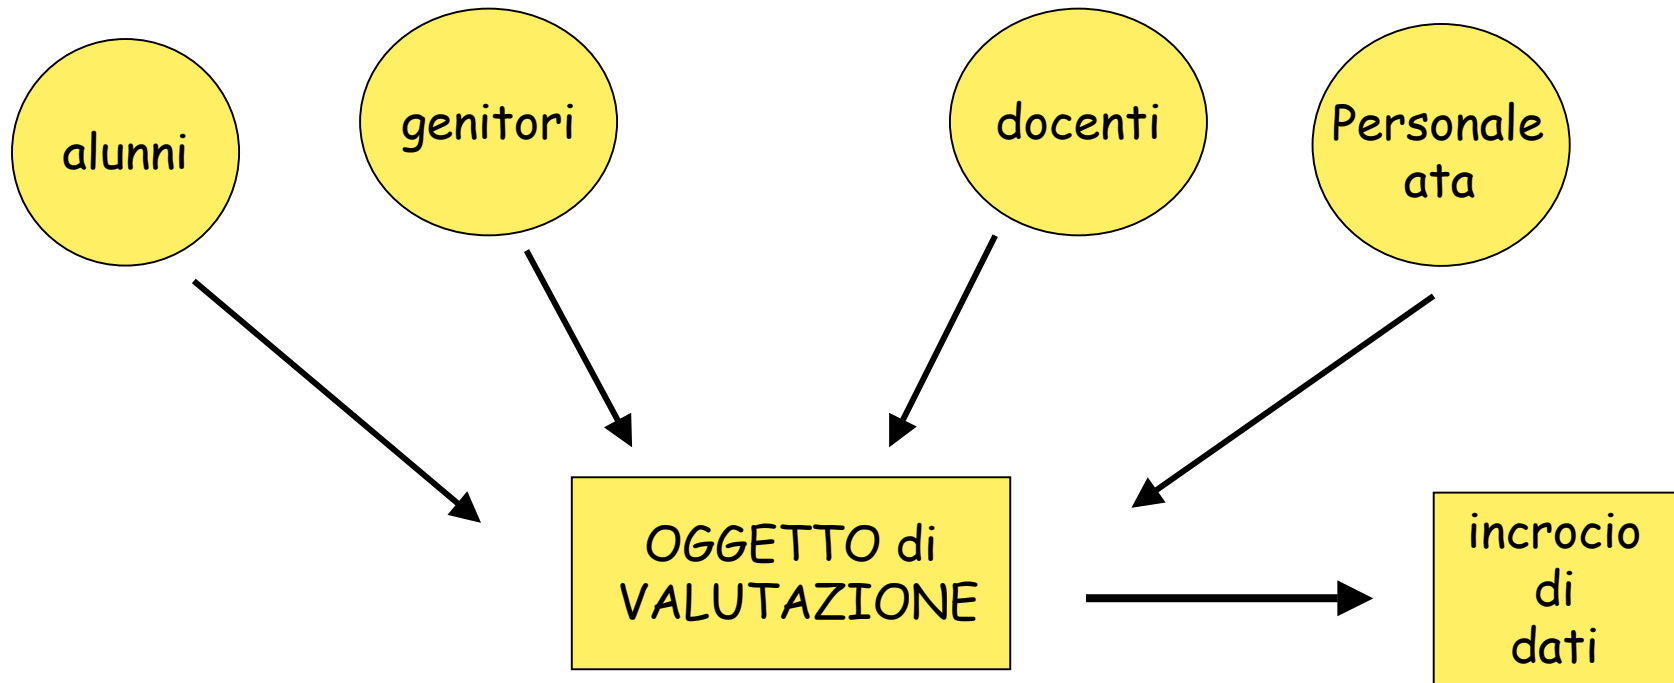 alunni
genitori
docenti
Personale
ata
OGGETTO di
VALUTAZIONE
incrocio
di
dati